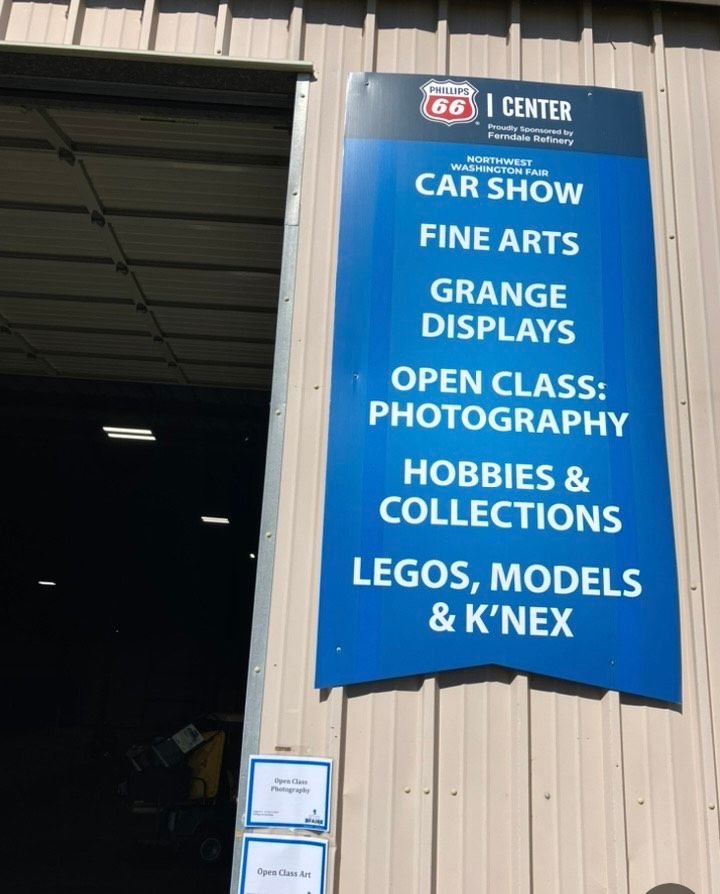 PHILLIPS
66 | CENTER
Proudly Sponsored by
Ferndale Refinery
NORTHWEST
WASHINGTON FAIR
CAR SHOW
FINE ARTS
GRANGE
DISPLAYS
OPEN CLASS:
PHOTOGRAPHY
HOBBIES &
COLLECTIONS
LEGOS, MODELS
& K'NEX
Open Class
Photography
Open Class Art